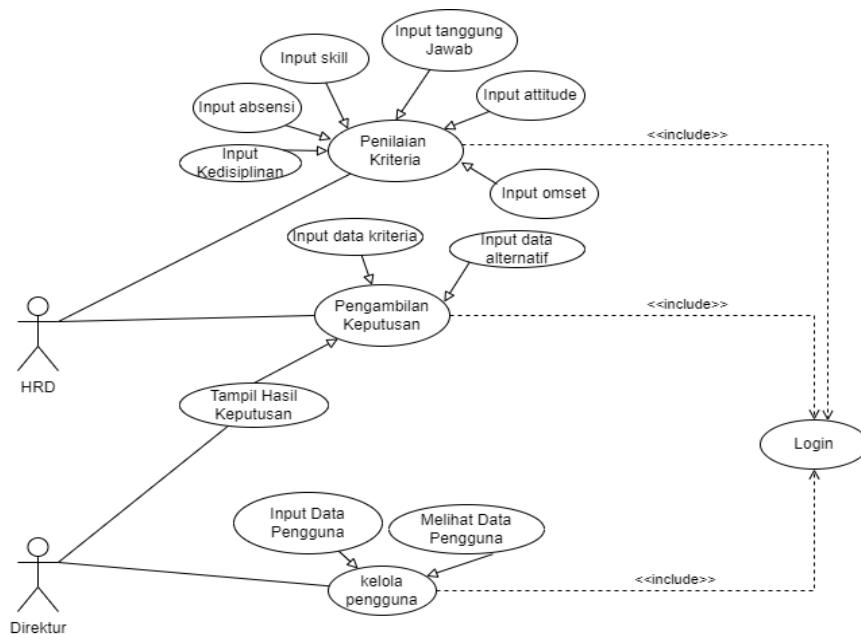 Input tanggung
Jawab
Input skill
Input attitude
Input absensi
<<include>>
Penilaian
Kriteria
Input
Kedisiplinan
Input omset
Input data kriteria
Input data
alternatif
Pengambilan
Keputusan
<<include>>
HRD
Tampil Hasil
Keputusan
Login
Input Data
Pengguna
Melihat Data
Pengguna
kelola
pengguna
<<include>>
Direktur